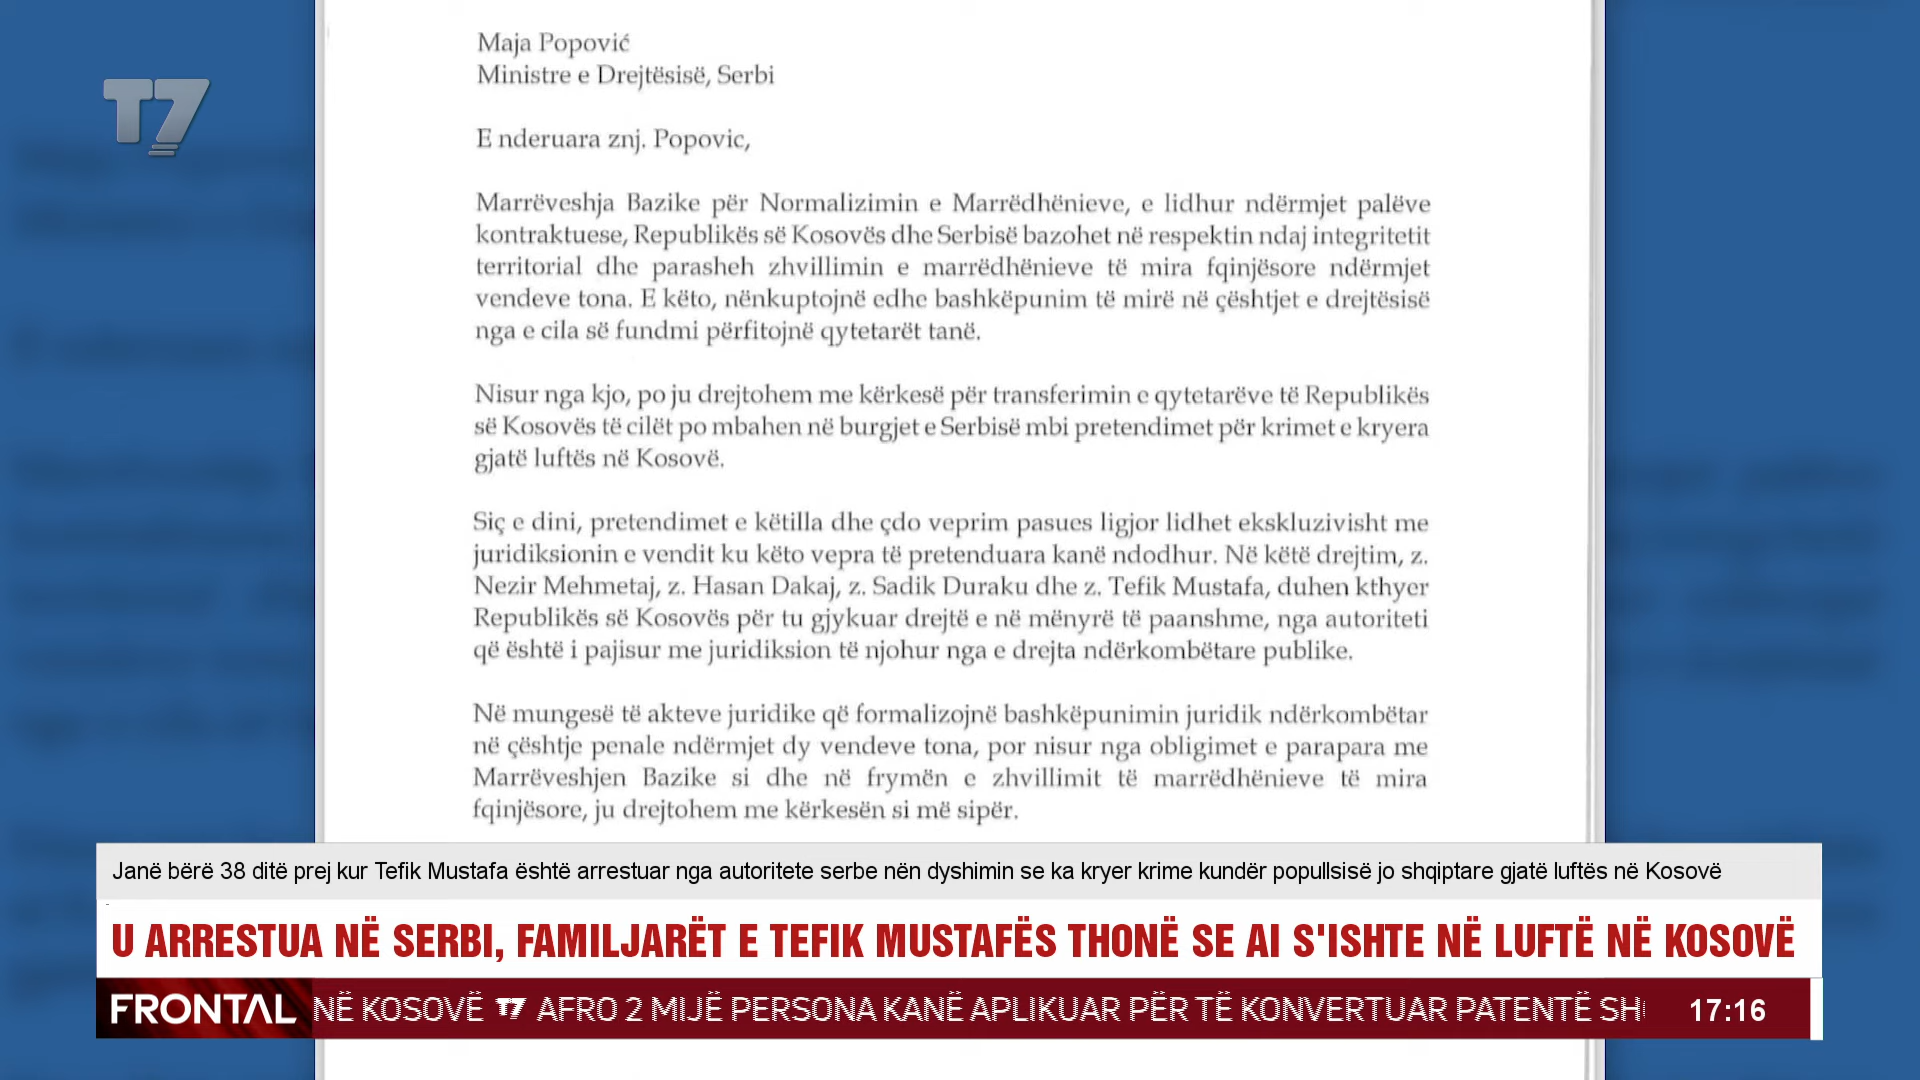 T7
Maja Popović
Ministre e Drejtësisë, Serbi
E nderuara znj. Popovic,
Marrëveshja Bazike për Normalizimin e Marrëdhënieve, e lidhur ndërmjet palëve
kontraktuese, Republikës së Kosovës dhe Serbisë bazohet në respektin ndaj integritetit
territorial dhe parasheh zhvillimin e marrëdhënieve të mira fqinjësore ndërmjet
vendeve tona. E këto, nënkuptojnë edhe bashkëpunim të mirë në çështjet e drejtësisë
nga e cila së fundmi përfitojnë qytetarët tanë.
Nisur nga kjo, po ju drejtohem me kërkesë për transferimin e qytetarëve të Republikës
së Kosovës të cilët po mbahen në burgjet e Serbisë mbi pretendimet për krimet e kryera
gjatë luftës në Kosovë.
Siç e dini, pretendimet e këtilla dhe çdo veprim pasues ligjor lidhet ekskluzivisht me
juridiksionin e vendit ku këto vepra të pretenduara kanë ndodhur. Në këtë drejtim, z.
Nezir Mehmetaj, z. Hasan Dakaj, z. Sadik Duraku dhe z. Tefik Mustafa, duhen kthyer
Republikës së Kosovës për tu gjykuar drejtë e në mënyrë të paanshme, nga autoriteti
që është i pajisur me juridiksion të njohur nga e drejta ndërkombëtare publike.
Në mungesë të akteve juridike që formalizojnë bashkëpunimin juridik ndërkombëtar
në çështje penale ndërmjet dy vendeve tona, por nisur nga obligimet e parapara me
Marrëveshjen Bazike si dhe në frymën e zhvillimit të marrëdhënieve të mira
fqinjësore, ju drejtohem me kërkesën si më sipër.
Janë bërë 38 ditë prej kur Tefik Mustafa është arrestuar nga autoritete serbe nën dyshimin se ka kryer krime kundër popullsisë jo shqiptare gjatë luftës në Kosovë
U ARRESTUA NË SERBI, FAMILJARËT E TEFIK MUSTAFËS THONË SE AI S'ISHTE NË LUFTË NË KOSOVË
FRONTAL NË KOSOVË T7 AFRO 2 MIJË PERSONA KANË APLIKUAR PËR TË KONVERTUAR PATENTË 17:16